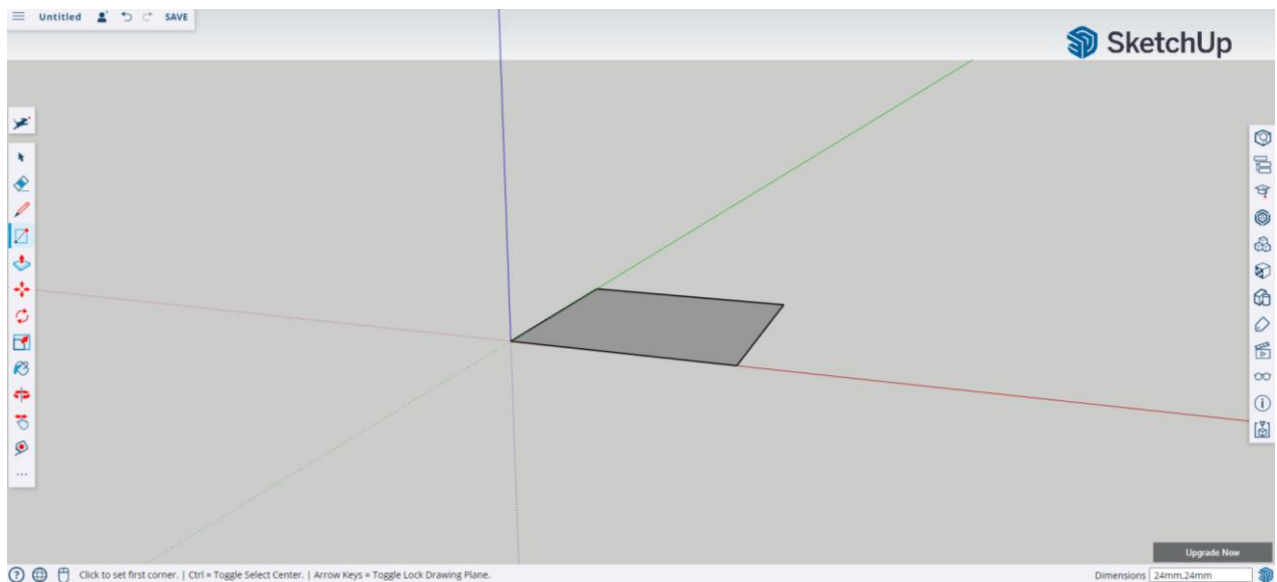 Untitled SAVE
SketchUp
Upgrade Now
Click to set first corner. | Ctrl = Toggle Select Center. | Arrow Keys = Toggle Lock Drawing Plane.
Dimensions 24mm,24mm